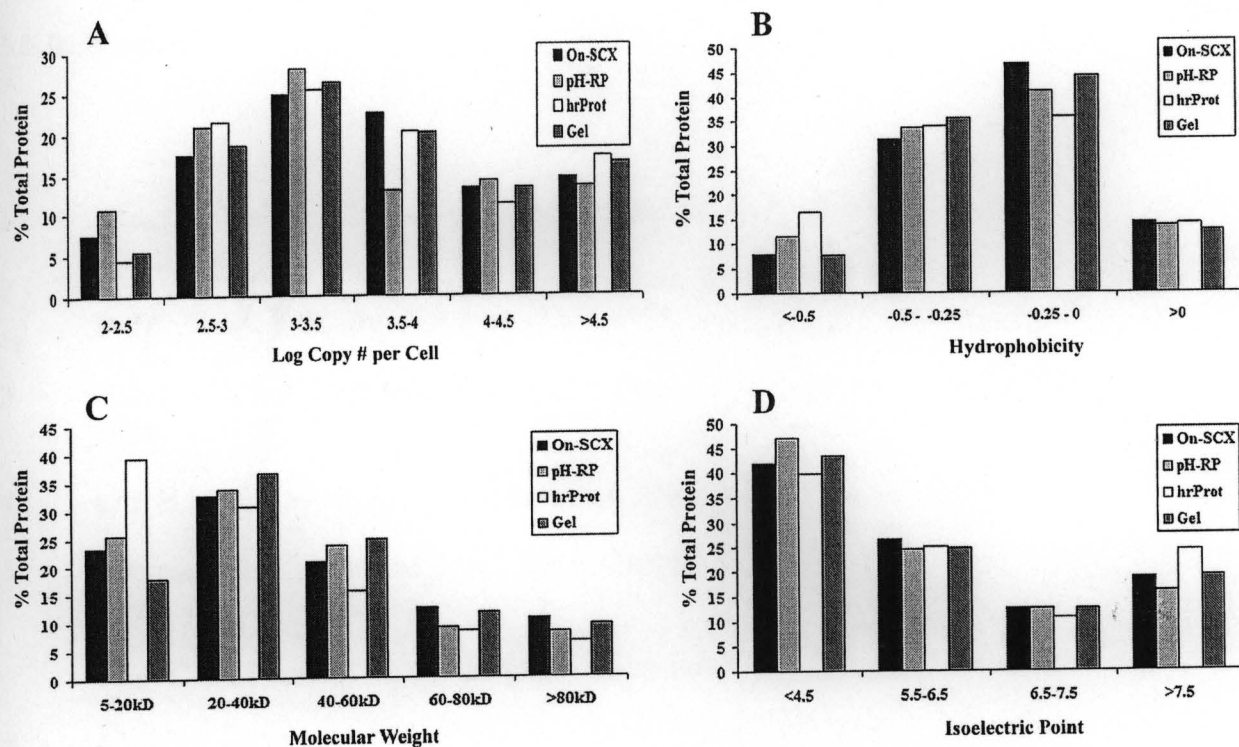 A
% Total Protein
30
25
20
15
10
5
0
2-2.5 2.5-3 3-3.5 3.5-4 4-4.5 >4.5
Log Copy # per Cell
On-SCX
pH-RP
hrProt
Gel
B
% Total Protein
50
45
40
35
30
25
20
15
10
5
0
<-0.5 -0.5 - -0.25 -0.25 - 0 >0
Hydrophobicity
On-SCX
pH-RP
hrProt
Gel
C
% Total Protein
45
40
35
30
25
20
15
10
5
0
5-20kD 20-40kD 40-60kD 60-80kD >80kD
Molecular Weight
On-SCX
pH-RP
hrProt
Gel
D
% Total Protein
50
45
40
35
30
25
20
15
10
5
0
<4.5 5.5-6.5 6.5-7.5 >7.5
Isoelectric Point
On-SCX
pH-RP
hrProt
Gel